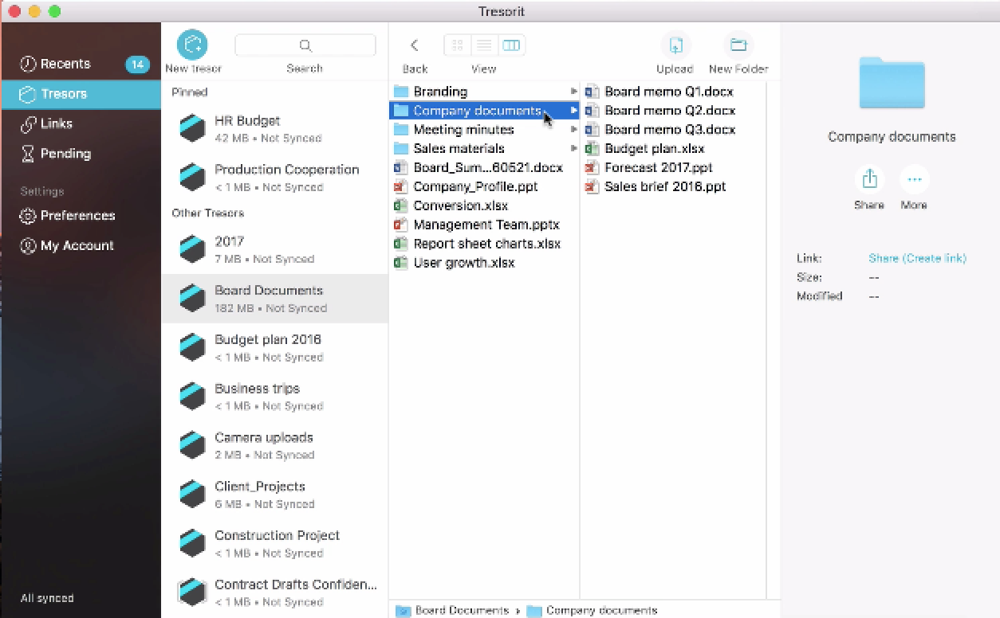 Tresorit
Recents 14
Tresors
Links
Pending
Settings
Preferences
My Account
All synced
New tresor
Search
Pinned
HR Budget
42 MB • Not Synced
Production Cooperation
< 1 MB • Not Synced
Other Tresors
2017
7 MB • Not Synced
Board Documents
182 MB • Not Synced
Budget plan 2016
< 1 MB • Not Synced
Business trips
< 1 MB • Not Synced
Camera uploads
2 MB • Not Synced
Client_Projects
6 MB • Not Synced
Construction Project
< 1 MB • Not Synced
Contract Drafts Confiden...
< 1 MB • Not Synced
Back
View
Upload
New Folder
Branding
Company documents
Meeting minutes
Sales materials
Board_Sum...60521.docx
Company_Profile.ppt
Conversion.xlsx
Management Team.pptx
Report sheet charts.xlsx
User growth.xlsx
Board memo Q1.docx
Board memo Q2.docx
Board memo Q3.docx
Budget plan.xlsx
Forecast 2017.ppt
Sales brief 2016.ppt
Board Documents › Company documents
Company documents
Share
More
Link: Share (Create link)
Size: --
Modified --